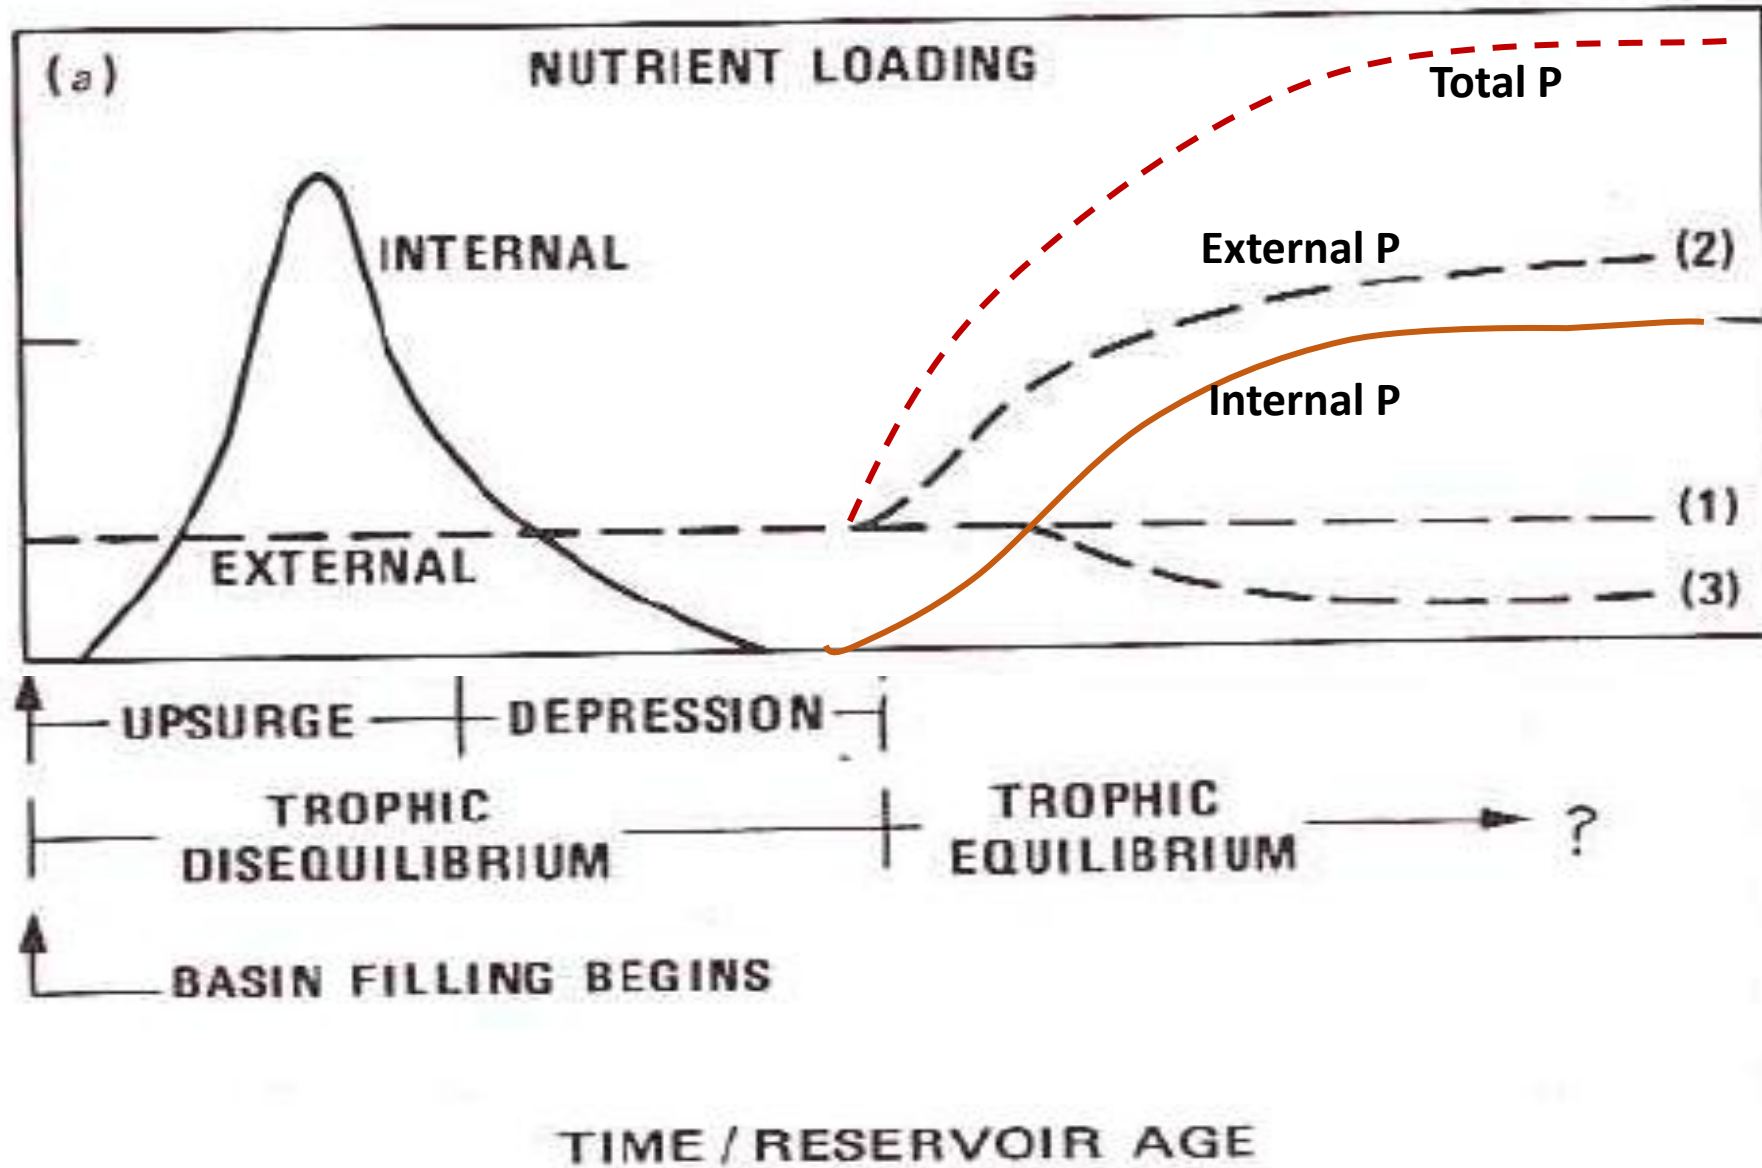 (a)
NUTRIENT LOADING
Total P
INTERNAL
External P
(2)
Internal P
(1)
EXTERNAL
(3)
UPSURGE
DEPRESSION
TROPHIC
DISEQUILIBRIUM
TROPHIC
EQUILIBRIUM
?
BASIN FILLING BEGINS
TIME / RESERVOIR AGE